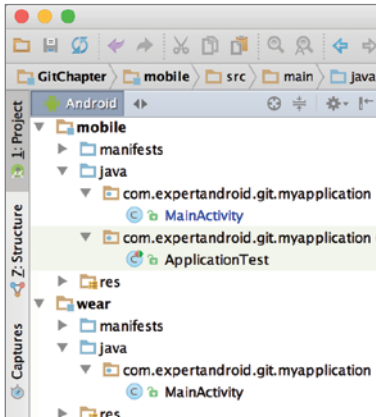 GitChapter mobile src main java
1: Project
Z: Structure
Captures
Android
mobile
manifests
java
com.expertandroid.git.myapplication
MainActivity
com.expertandroid.git.myapplication
ApplicationTest
res
wear
manifests
java
com.expertandroid.git.myapplication
MainActivity
res